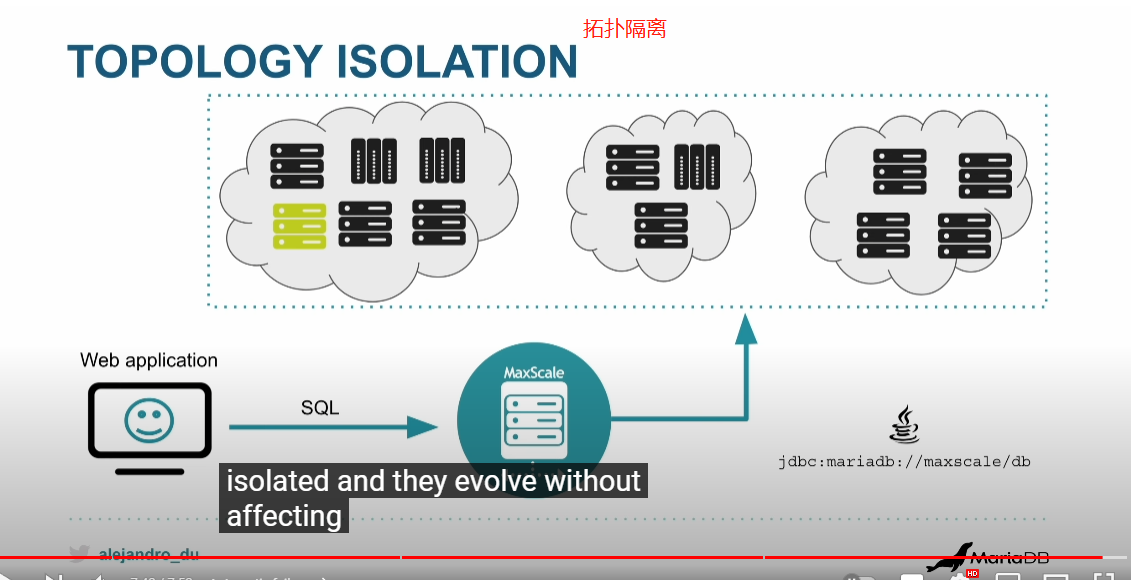 拓扑隔离
TOPOLOGY ISOLATION
Web application
SQL
MaxScale
jdbc:mariadb://maxscale/db
isolated and they evolve without
affecting
alejandro_du
MariaDB
HD